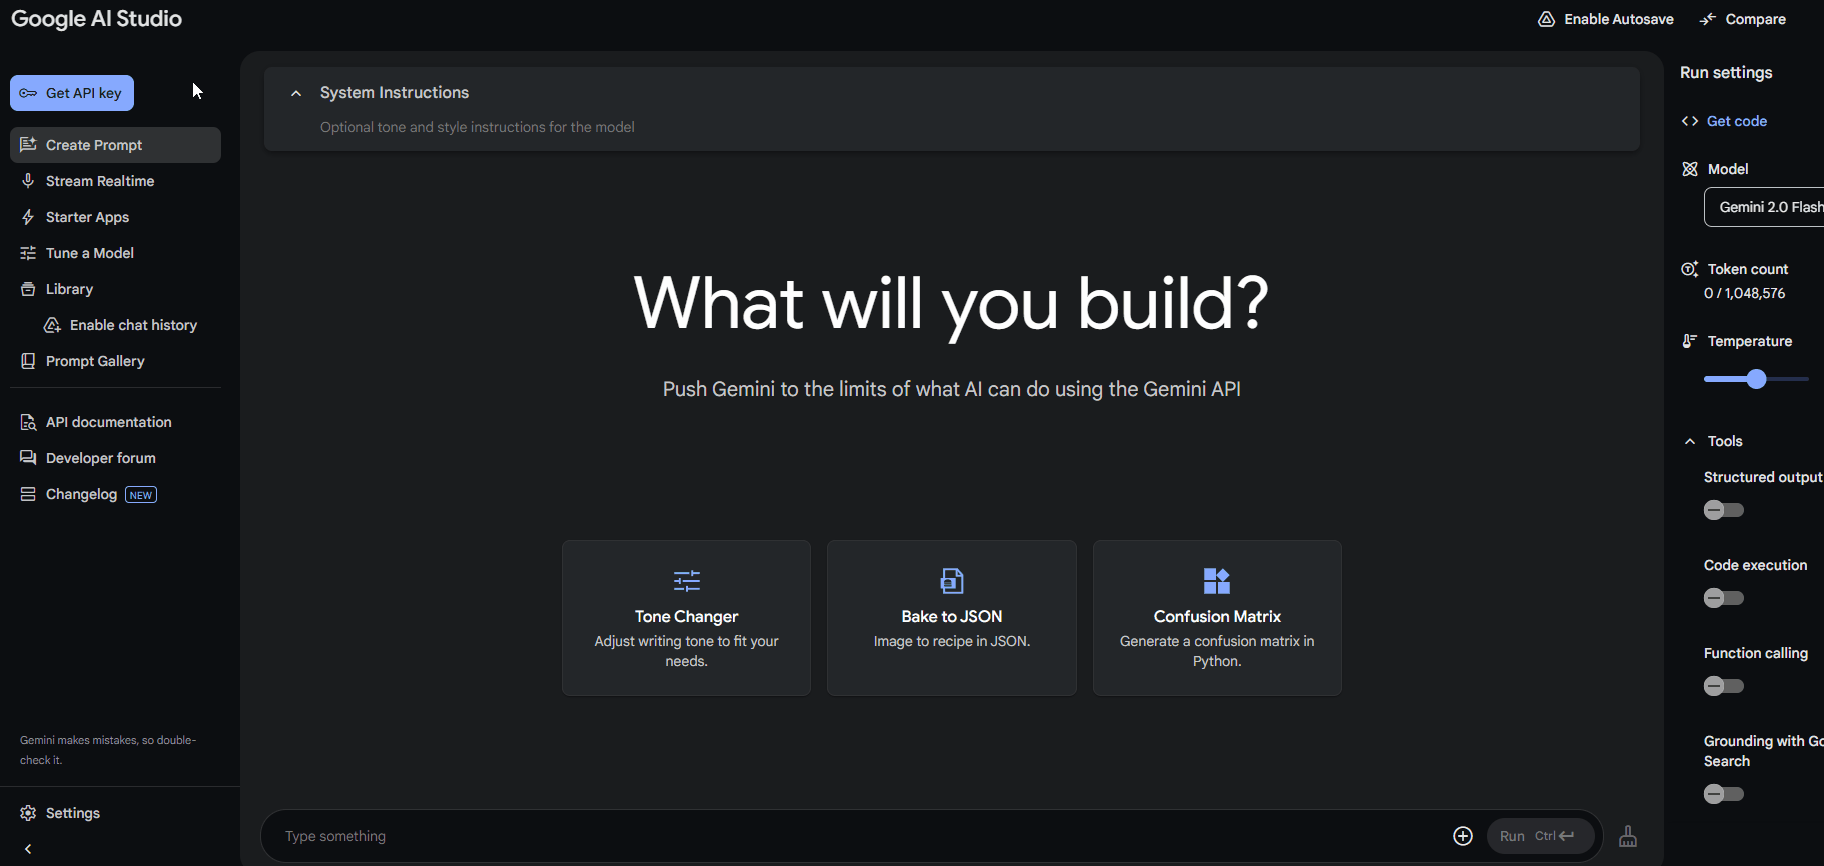 Google AI Studio
Enable Autosave
Compare
Get API key
Create Prompt
Stream Realtime
Starter Apps
Tune a Model
Library
Enable chat history
Prompt Gallery
API documentation
Developer forum
Changelog NEW
Gemini makes mistakes, so double-
check it.
Settings
System Instructions
Optional tone and style instructions for the model
What will you build?
Push Gemini to the limits of what AI can do using the Gemini API
Tone Changer
Adjust writing tone to fit your
needs.
Bake to JSON
Image to recipe in JSON.
Confusion Matrix
Generate a confusion matrix in
Python.
Type something
Run Ctrl
Run settings
Get code
Model
Gemini 2.0 Flash
Token count
0 / 1,048,576
Temperature
Tools
Structured output
Code execution
Function calling
Grounding with
Search